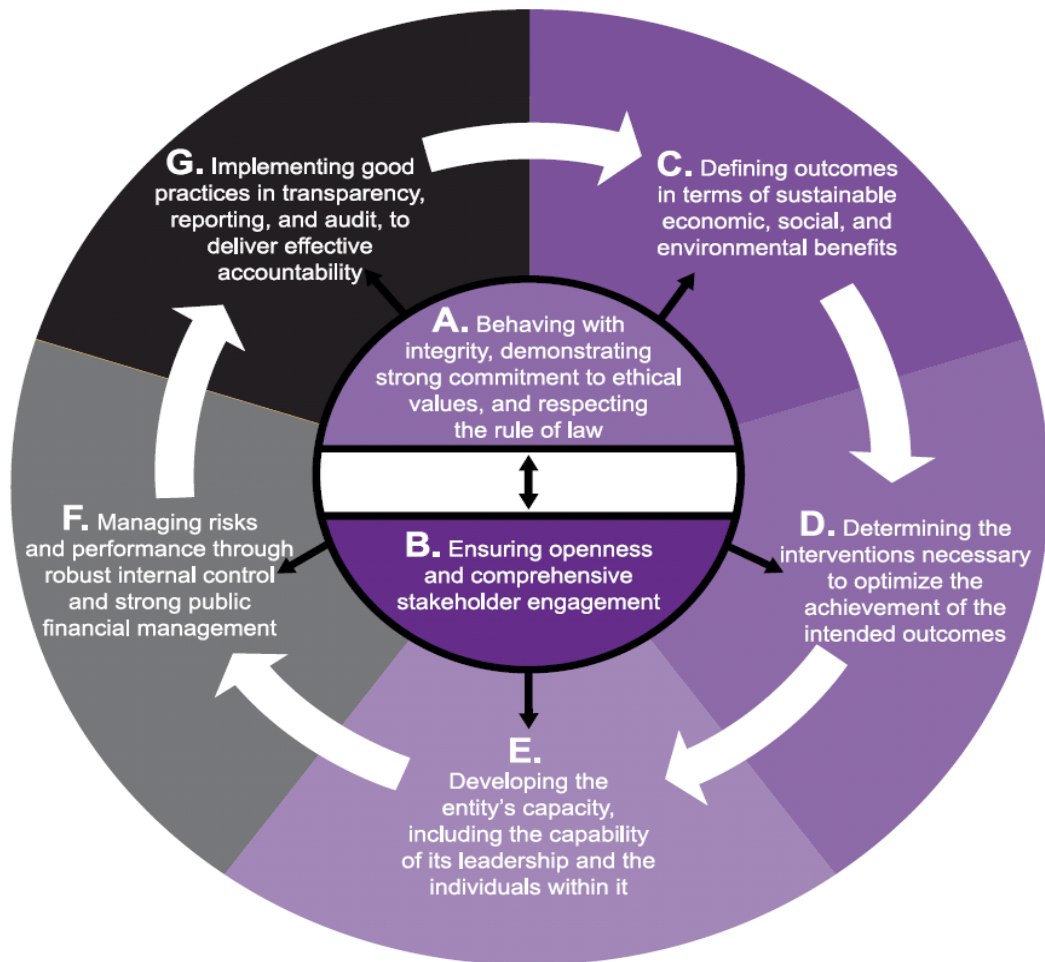 G. Implementing good
practices in transparency,
reporting, and audit, to
deliver effective
accountability
C. Defining outcomes
in terms of sustainable
economic, social, and
environmental benefits
A. Behaving with
integrity, demonstrating
strong commitment to ethical
values, and respecting
the rule of law
F. Managing risks
and performance through
robust internal control
and strong public
financial management
B. Ensuring openness
and comprehensive
stakeholder engagement
D. Determining the
interventions necessary
to optimize the
achievement of the
intended outcomes
E.
Developing the
entity's capacity,
including the capability
of its leadership and the
individuals within it